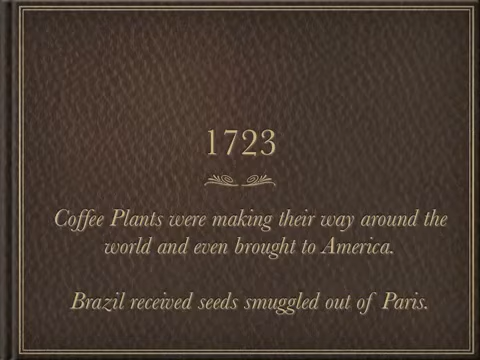 1723
Coffee Plants were making their way around the
world and even brought to America.
Brazil received seeds smuggled out of Paris.